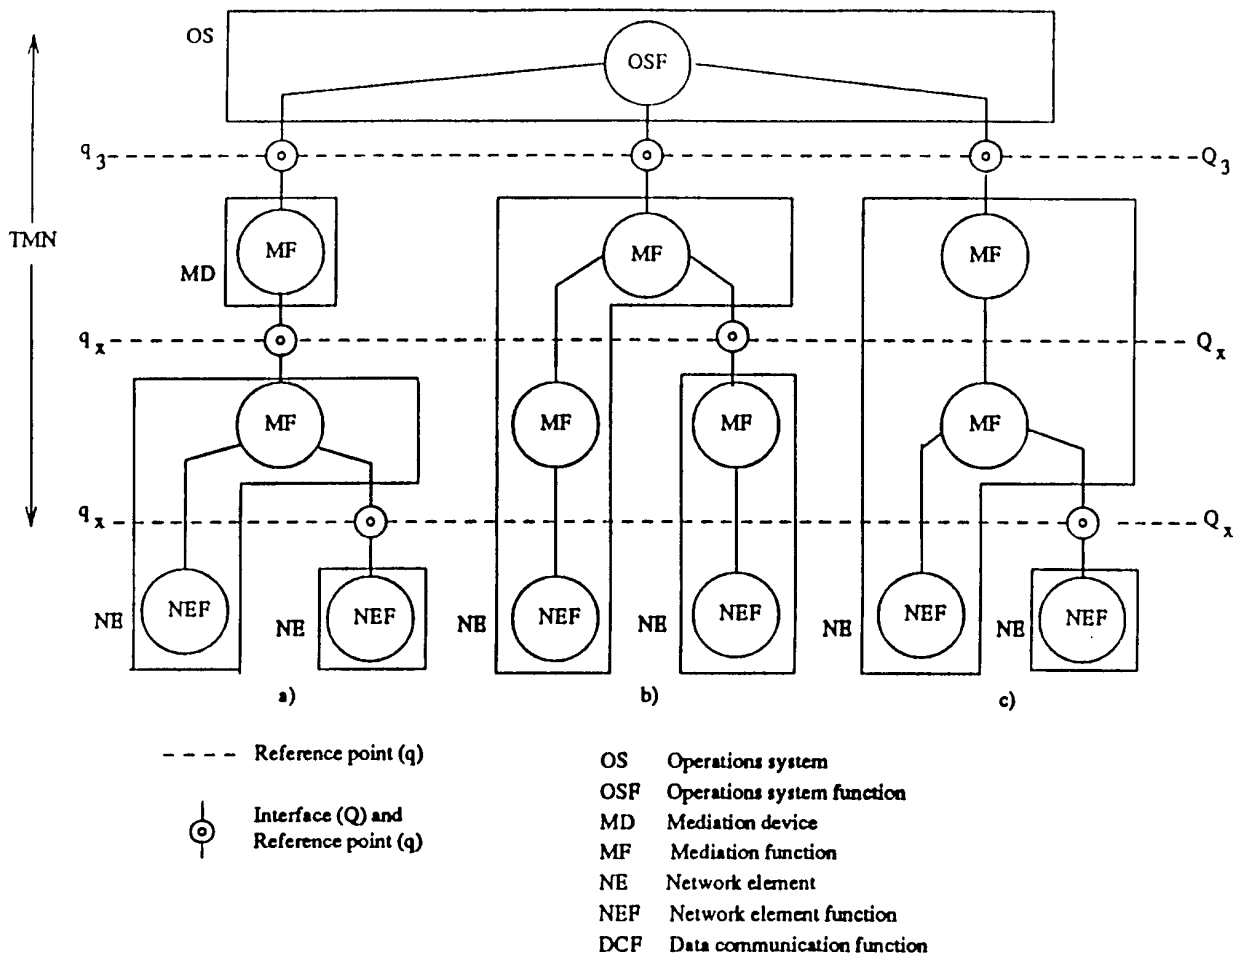 OS
OSF
q3
Q3
TMN
MF
MF
MF
MD
qx
Qx
MF
MF
MF
MF
qx
Qx
NEF
NEF
NEF
NEF
NEF
NEF
NE
NE
NE
NE
NE
NE
a)
b)
c)
Reference point (q)
Interface (Q) and
Reference point (q)
OS Operations system
OSF Operations system function
MD Mediation device
MF Mediation function
NE Network element
NEF Network element function
DCF Data communication function